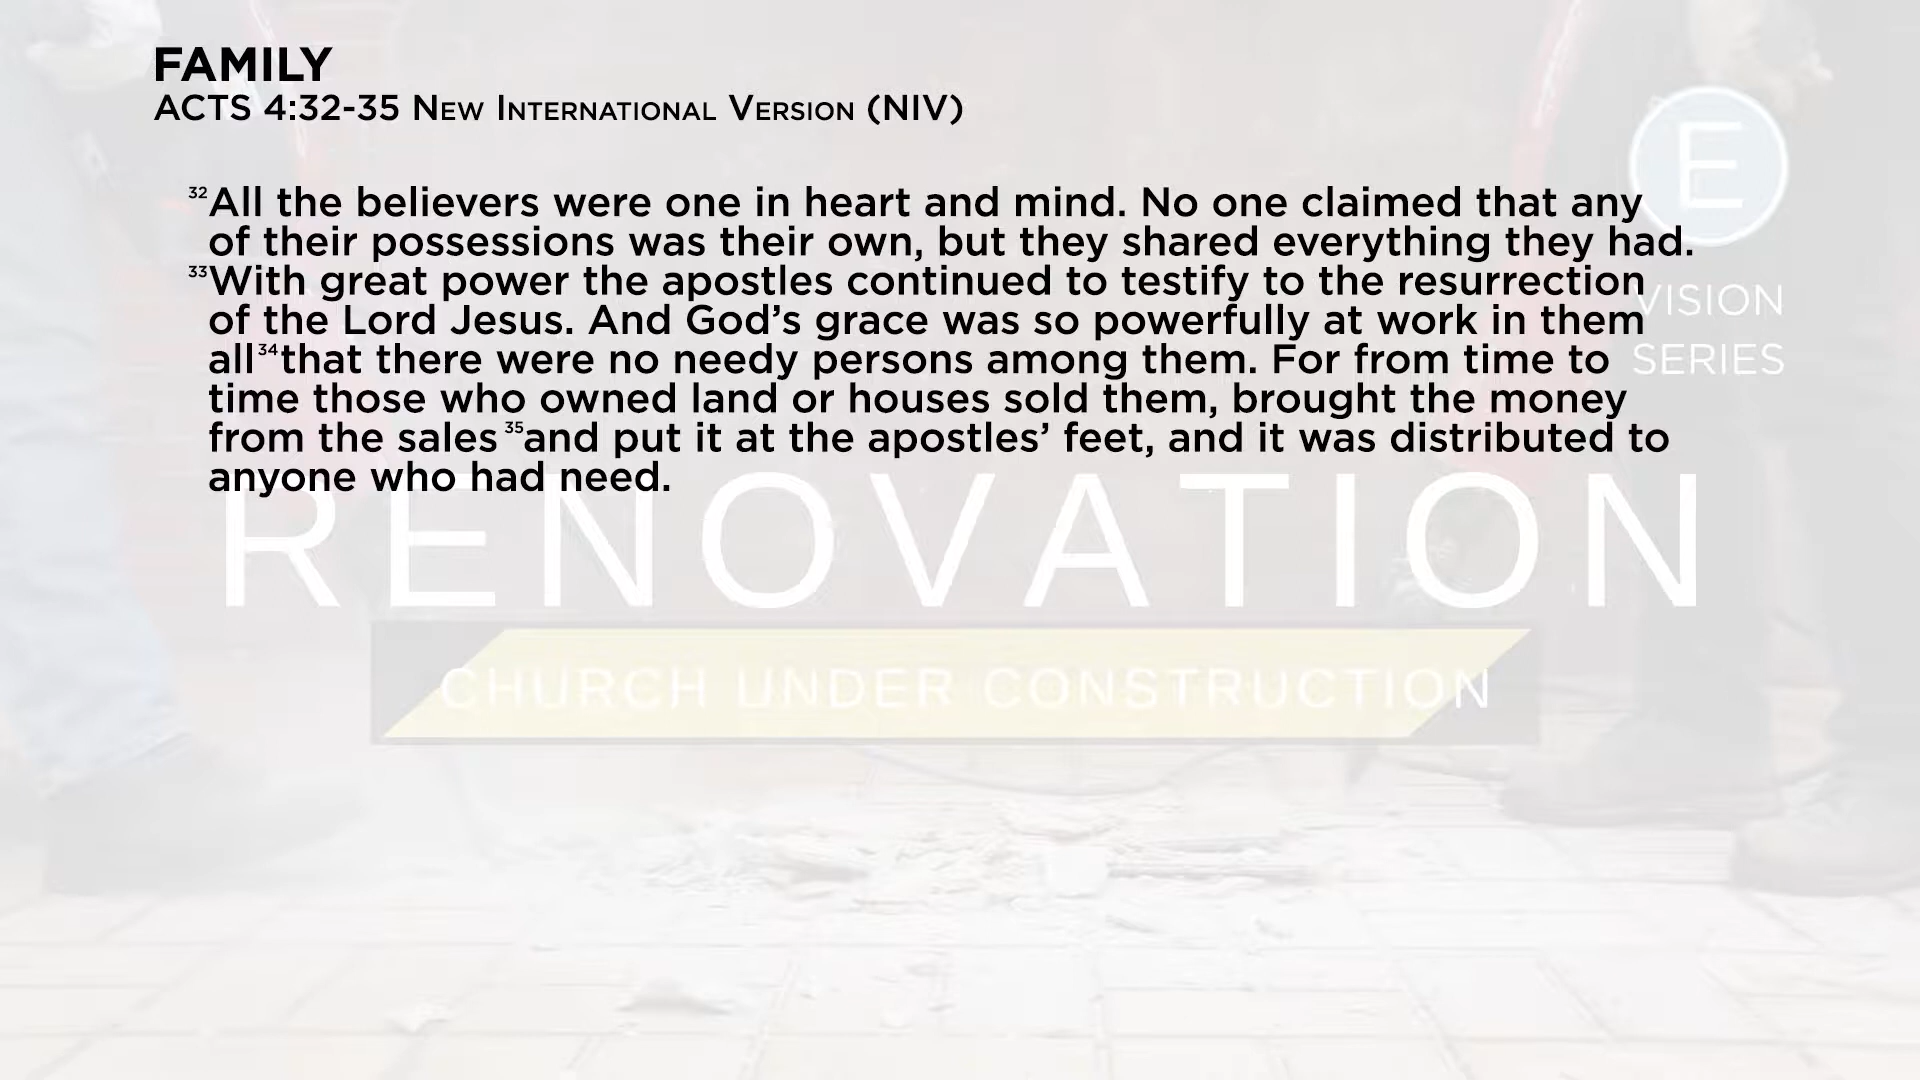 FAMILY
ACTS 4:32-35 New International Version (NIV)
E
32All the believers were one in heart and mind. No one claimed that any
of their possessions was their own, but they shared everything they had.
33With great power the apostles continued to testify to the resurrection
of the Lord Jesus. And God’s grace was so powerfully at work in them
all34that there were no needy persons among them. For from time to
time those who owned land or houses sold them, brought the money
from the sales 35and put it at the apostles’ feet, and it was distributed to
anyone who had need.
VISION
SERIES
RENOVATION
CHURCH UNDER CONSTRUCTION